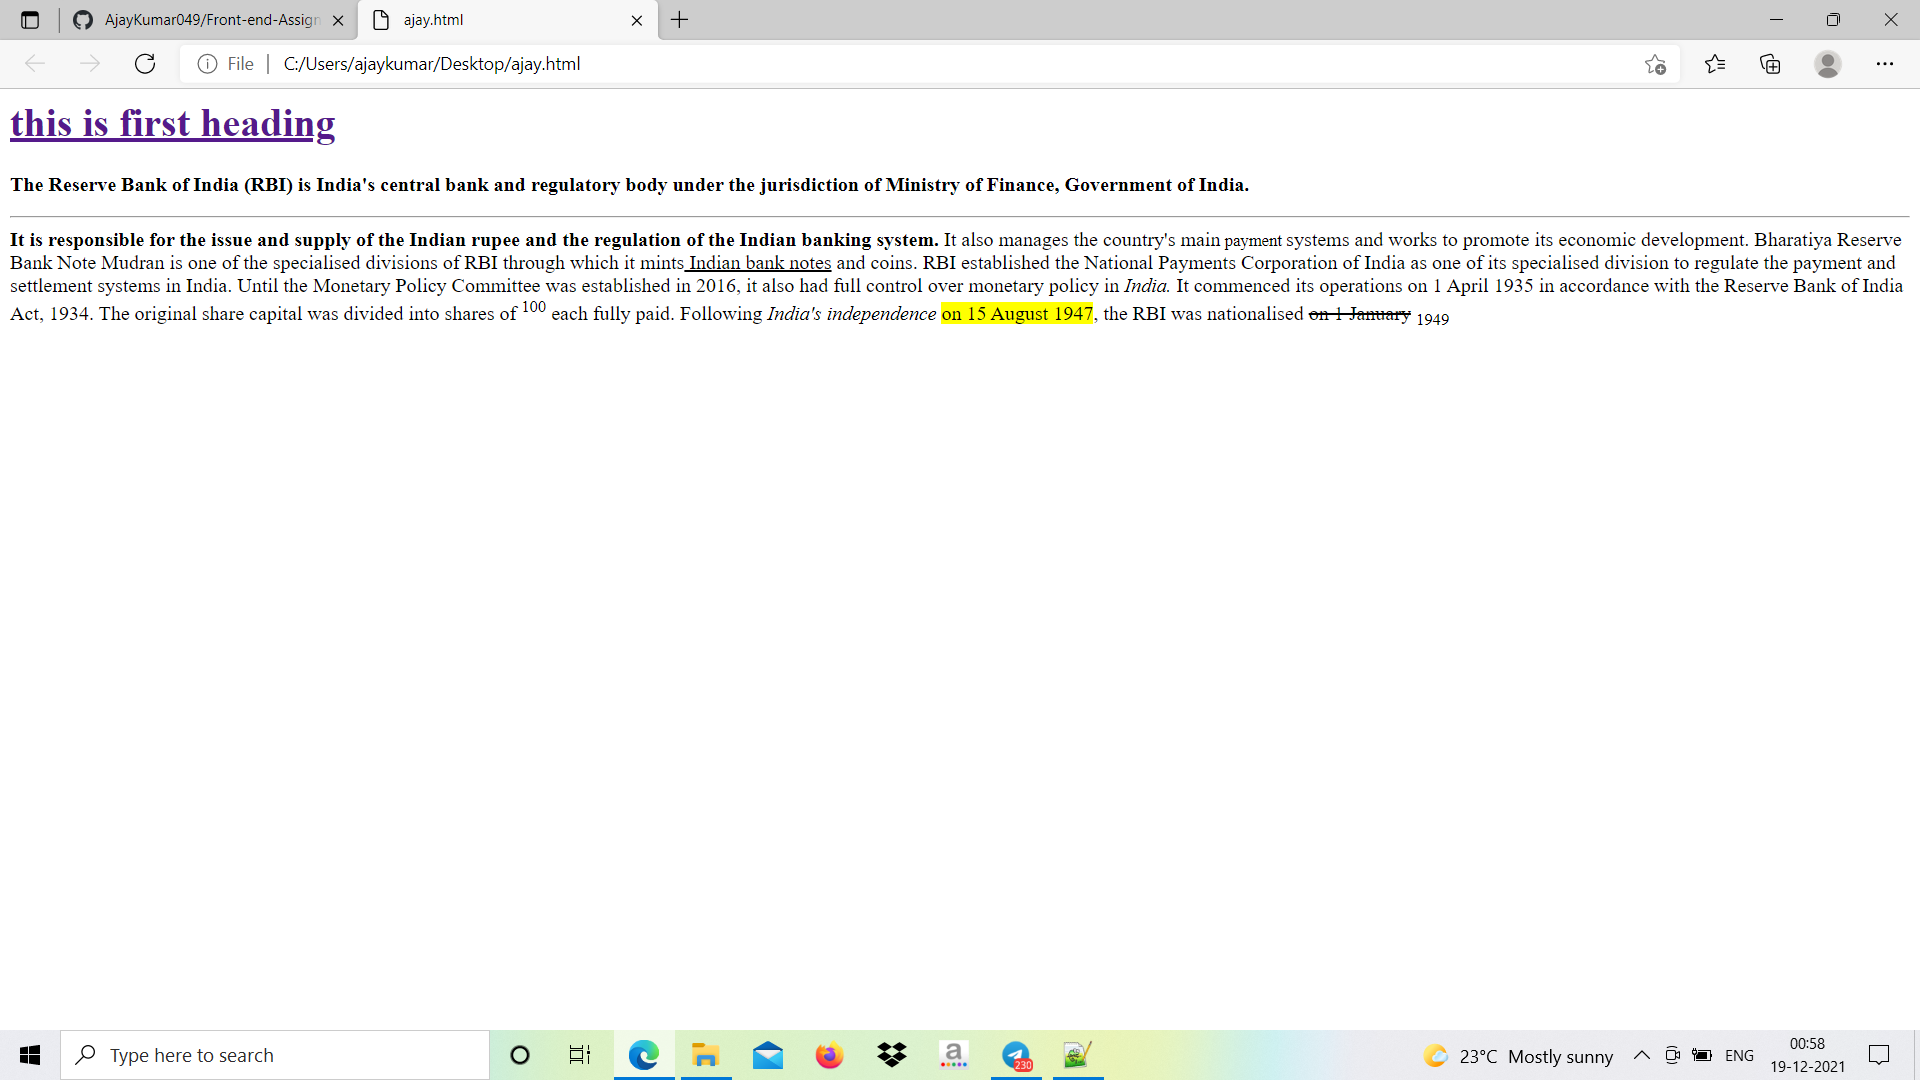 AjayKumar049/Front-end-Assign
ajay.html
File
C:/Users/ajaykumar/Desktop/ajay.html
this is first heading
The Reserve Bank of India (RBI) is India's central bank and regulatory body under the jurisdiction of Ministry of Finance, Government of India.
It is responsible for the issue and supply of the Indian rupee and the regulation of the Indian banking system. It also manages the country's main payment systems and works to promote its economic development. Bharatiya Reserve
Bank Note Mudran is one of the specialised divisions of RBI through which it mints Indian bank notes and coins. RBI established the National Payments Corporation of India as one of its specialised division to regulate the payment and
settlement systems in India. Until the Monetary Policy Committee was established in 2016, it also had full control over monetary policy in India. It commenced its operations on 1 April 1935 in accordance with the Reserve Bank of India
Act, 1934. The original share capital was divided into shares of 100 each fully paid. Following India's independence on 15 August 1947, the RBI was nationalised on 1 January 1949
Type here to search
a
230
23°C Mostly sunny
ENG
00:58
19-12-2021